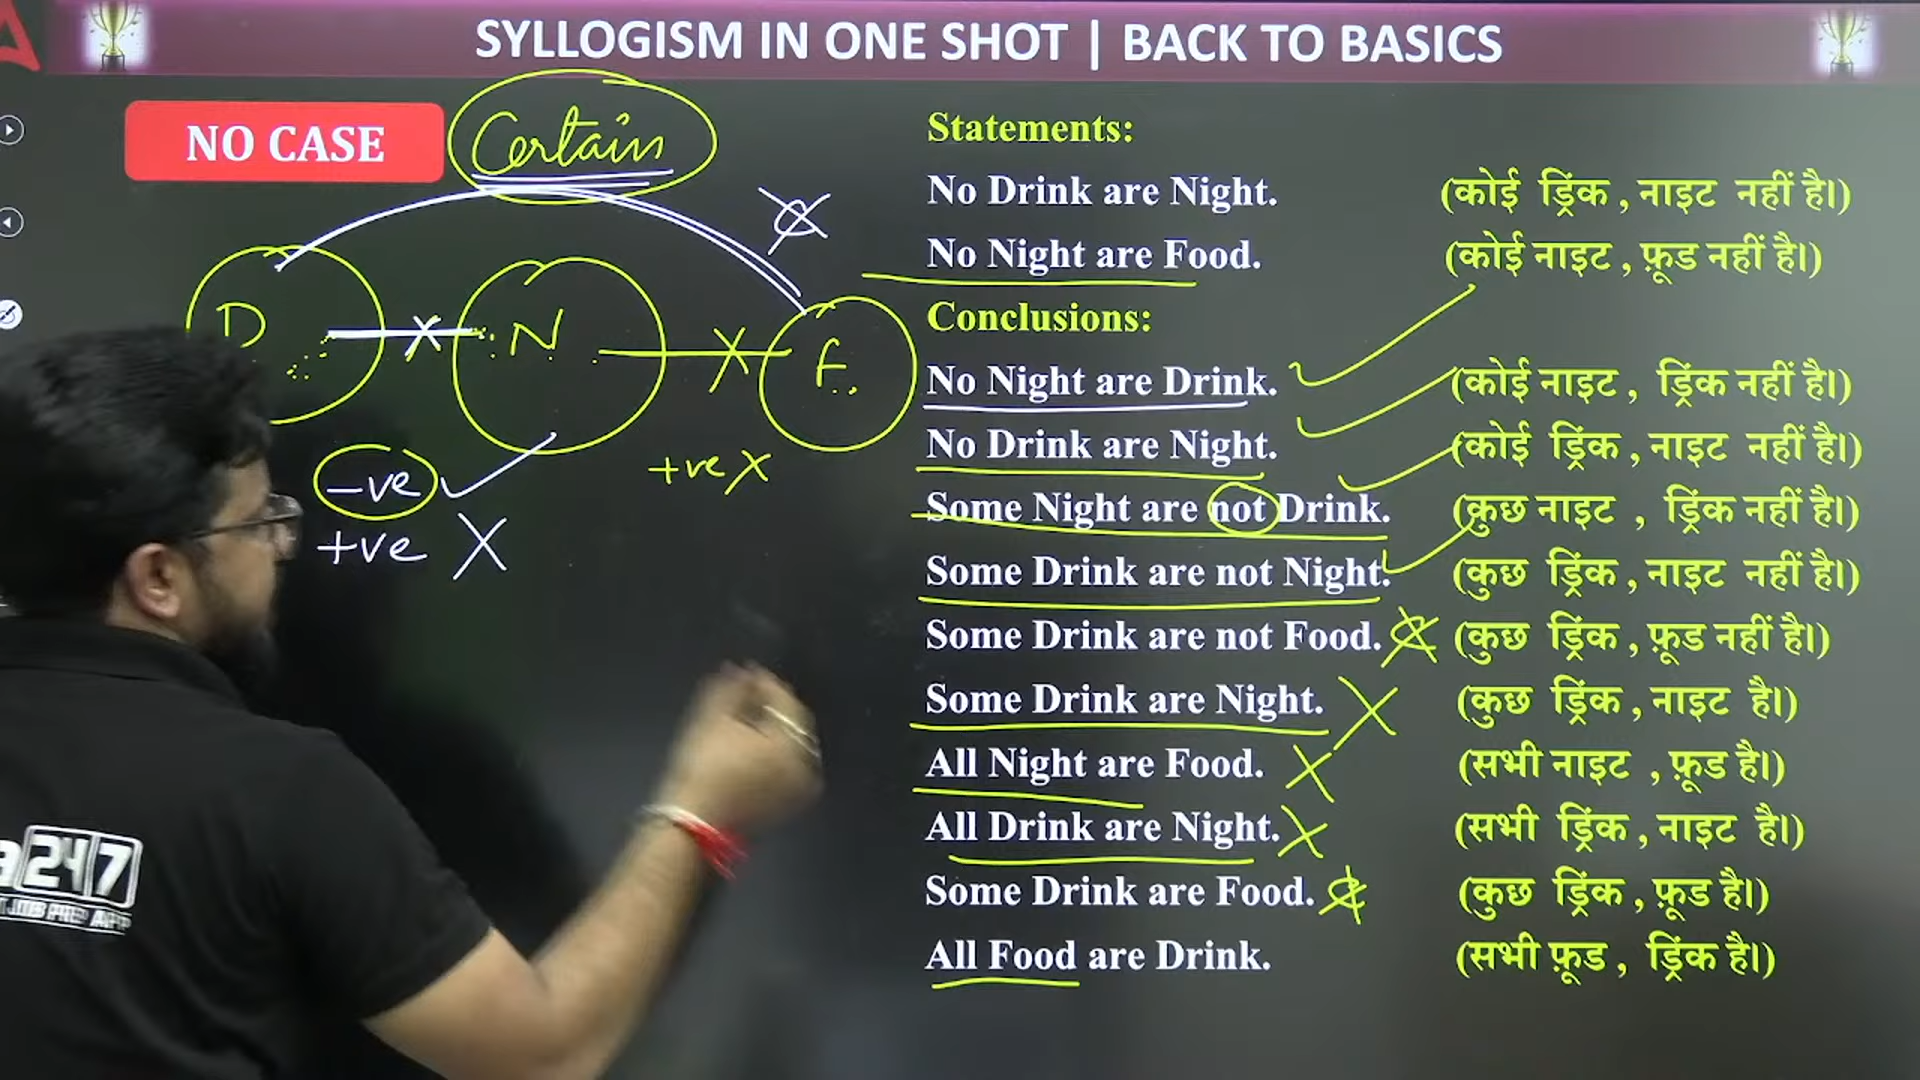 SYLLOGISM IN ONE SHOT | BACK TO BASICS
NO CASE
Certain
D
N
F
-ve
+ve X
+ve X
Statements:
No Drink are Night. (कोई ड्रिंक , नाइट नहीं है।)
No Night are Food. (कोई नाइट , फ़ूड नहीं है।)
Conclusions:
No Night are Drink. (कोई नाइट , ड्रिंक नहीं है।)
No Drink are Night. (कोई ड्रिंक , नाइट नहीं है।)
Some Night are not Drink. (कुछ नाइट , ड्रिंक नहीं है।)
Some Drink are not Night. (कुछ ड्रिंक , नाइट नहीं है।)
Some Drink are not Food. (कुछ ड्रिंक , फ़ूड नहीं है।)
Some Drink are Night. (कुछ ड्रिंक , नाइट है।)
All Night are Food. (सभी नाइट , फ़ूड है।)
All Drink are Night. (सभी ड्रिंक , नाइट है।)
Some Drink are Food. (कुछ ड्रिंक , फ़ूड है।)
All Food are Drink. (सभी फ़ूड , ड्रिंक है।)
247